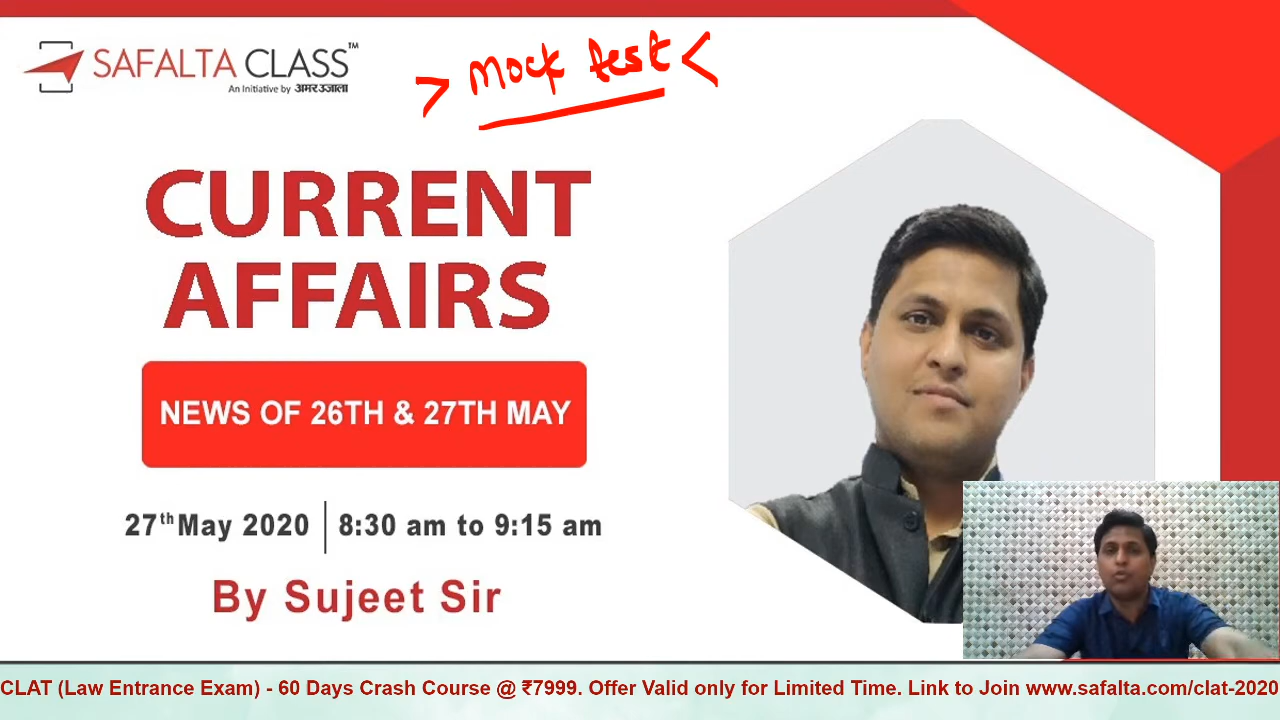 SAFALTA CLASS™
An Initiative by अमर उजाला
> Mock test <
CURRENT
AFFAIRS
NEWS OF 26TH & 27TH MAY
27th May 2020 | 8:30 am to 9:15 am
By Sujeet Sir
CLAT (Law Entrance Exam) - 60 Days Crash Course @ ₹7999. Offer Valid only for Limited Time. Link to Join www.safalta.com/clat-2020